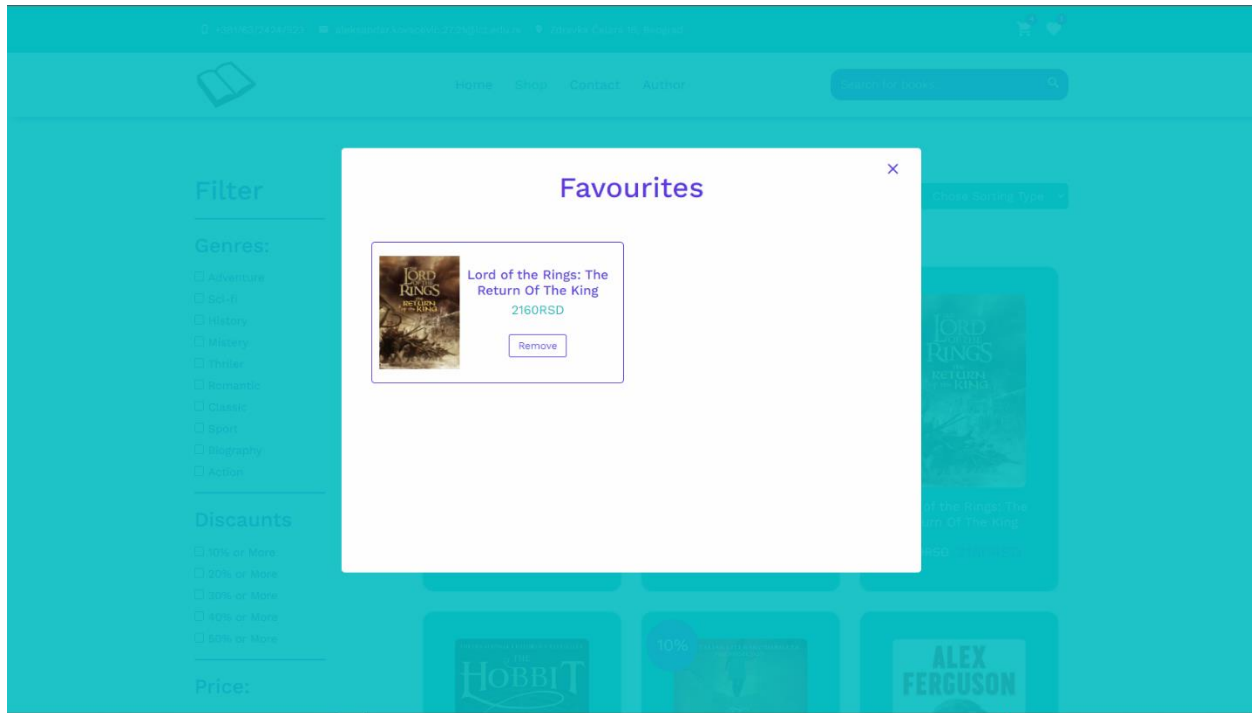 Home Shop Contact Author
Search for books...
Favourites
Filter
Chose Sorting Type
Genres:
Adventure
Sci-fi
History
Mistery
Thriller
Romantic
Classic
Sport
Biography
Action
Lord of the Rings: The
Return Of The King
2160RSD
Remove
LORD
OF THE
RINGS
THE
RETURN
OF THE KING
LORD
OF THE
RINGS
THE
RETURN
OF THE KING
of the Rings: The
Return Of The King
Discaunts
10% or More
20% or More
30% or More
40% or More
50% or More
Price:
THE
HOBBIT
10%
ALEX
FERGUSON